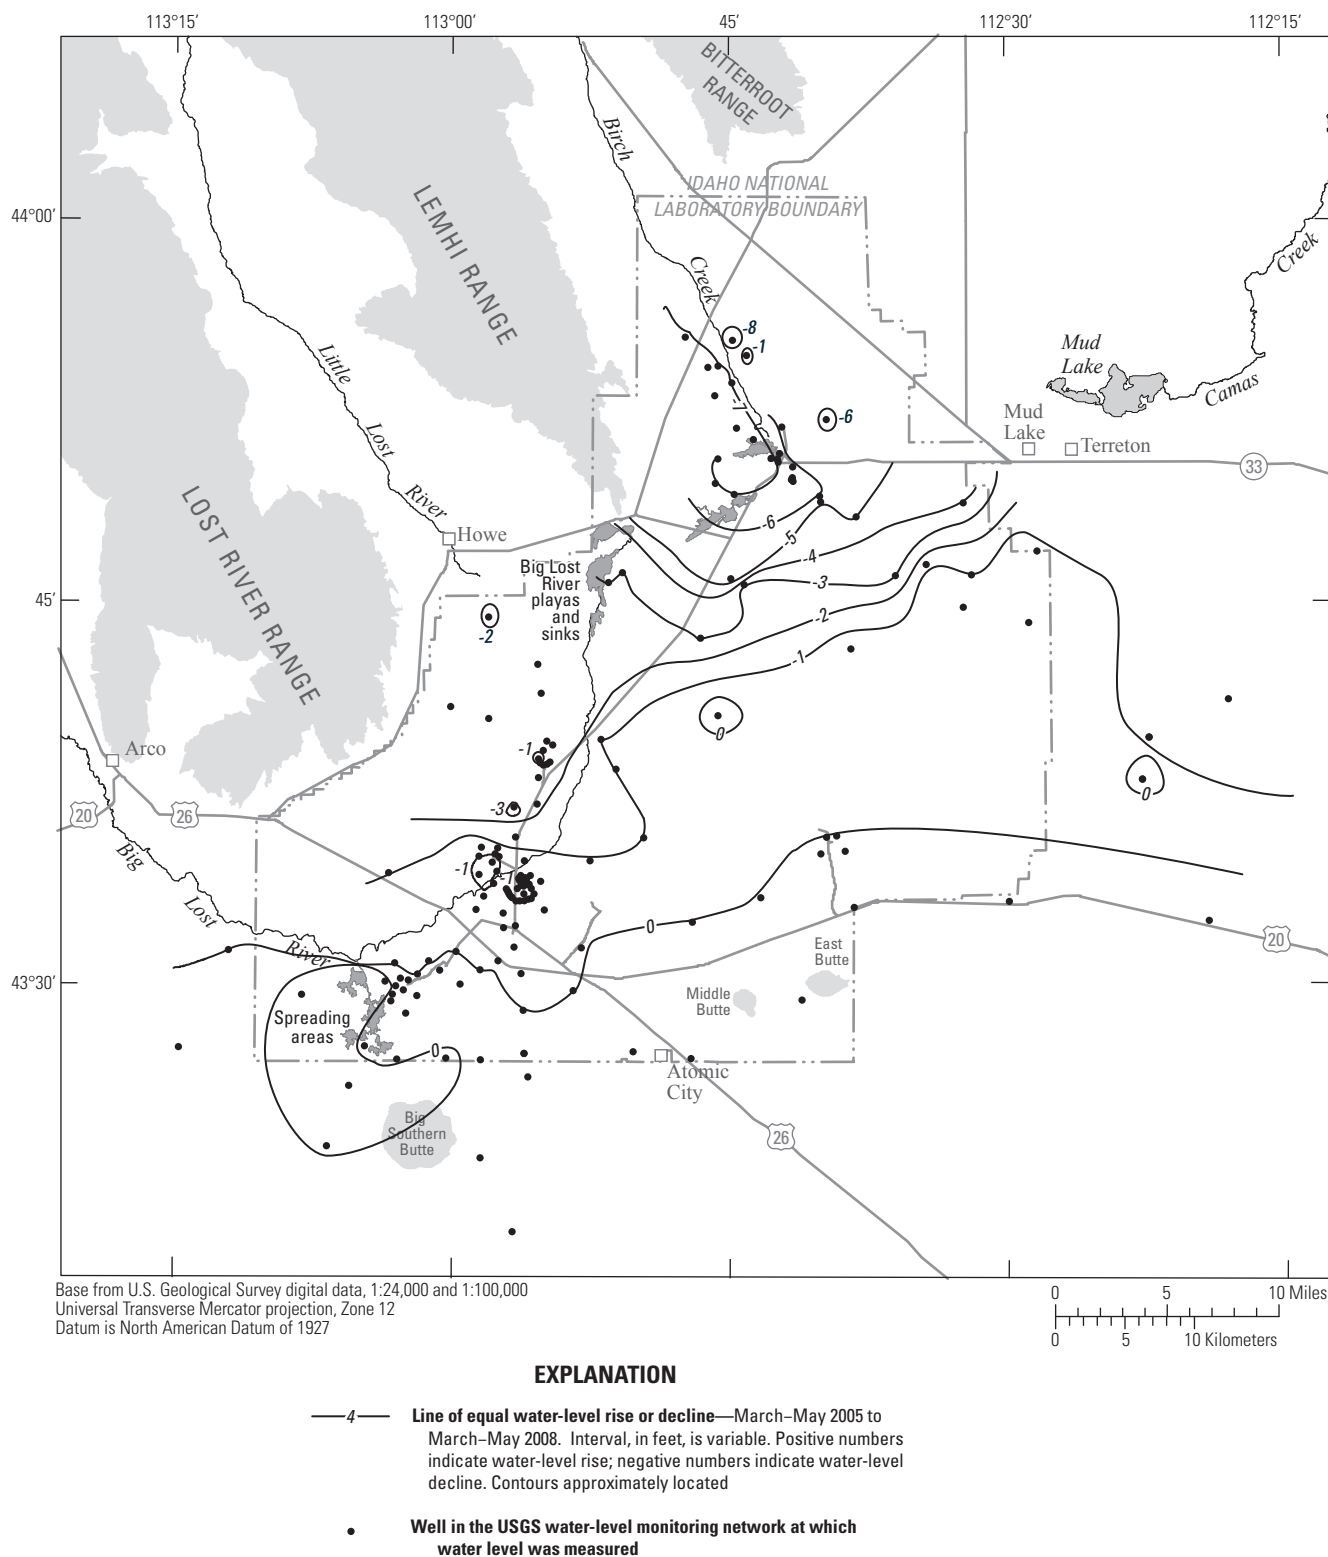 113°15'
113°00'
45'
112°30'
112°15'
BITTERROOT
RANGE
Birch
IDAHO NATIONAL
LABORATORY BOUNDARY
44°00'
LEMHI RANGE
Creek
Creek
-8
-1
Mud
Lake
Little
Camas
-7
-6
Mud
Lake
Terreton
Lost
33
River
LOST RIVER RANGE
Howe
-6
-5
-4
-3
Big Lost
River
playas
and
sinks
45'
-2
-2
-1
0
Arco
-1
0
20
26
-3
Big
-1
-1
Lost
0
River
20
East
Butte
43°30'
Middle
Butte
Spreading
areas
0
Atomic
City
Big
Southern
Butte
26
Base from U.S. Geological Survey digital data, 1:24,000 and 1:100,000
Universal Transverse Mercator projection, Zone 12
Datum is North American Datum of 1927
0 5 10 Miles
0 5 10 Kilometers
EXPLANATION
4 Line of equal water-level rise or decline—March–May 2005 to
March–May 2008. Interval, in feet, is variable. Positive numbers
indicate water-level rise; negative numbers indicate water-level
decline. Contours approximately located
Well in the USGS water-level monitoring network at which
water level was measured